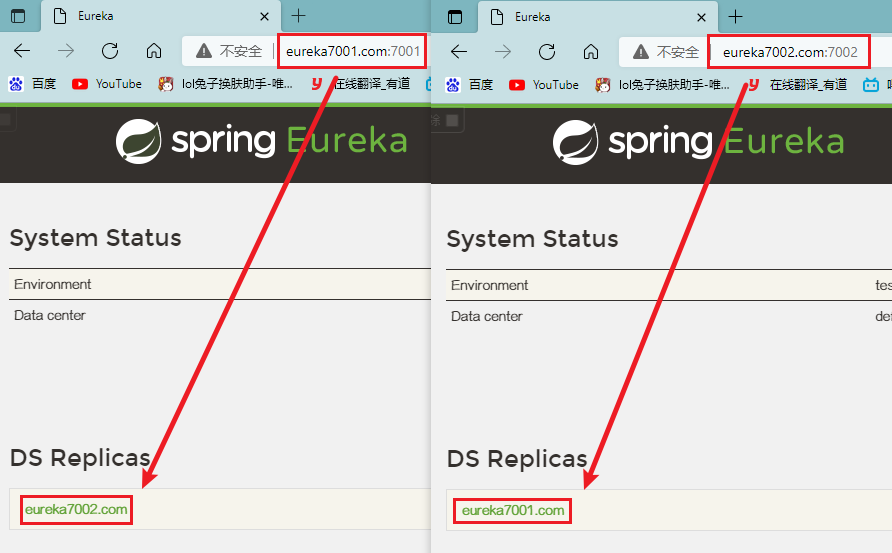 Eureka
不安全 eureka7001.com:7001
百度 YouTube lol兔子换肤助手-唯... y 在线翻译_有道
spring Eureka
System Status
Environment
Data center
DS Replicas
eureka7002.com
Eureka
不安全 eureka7002.com:7002
百度 YouTube lol兔子换肤助手-唯... y 在线翻译_有道
spring Eureka
System Status
Environment tes
Data center def
DS Replicas
eureka7001.com